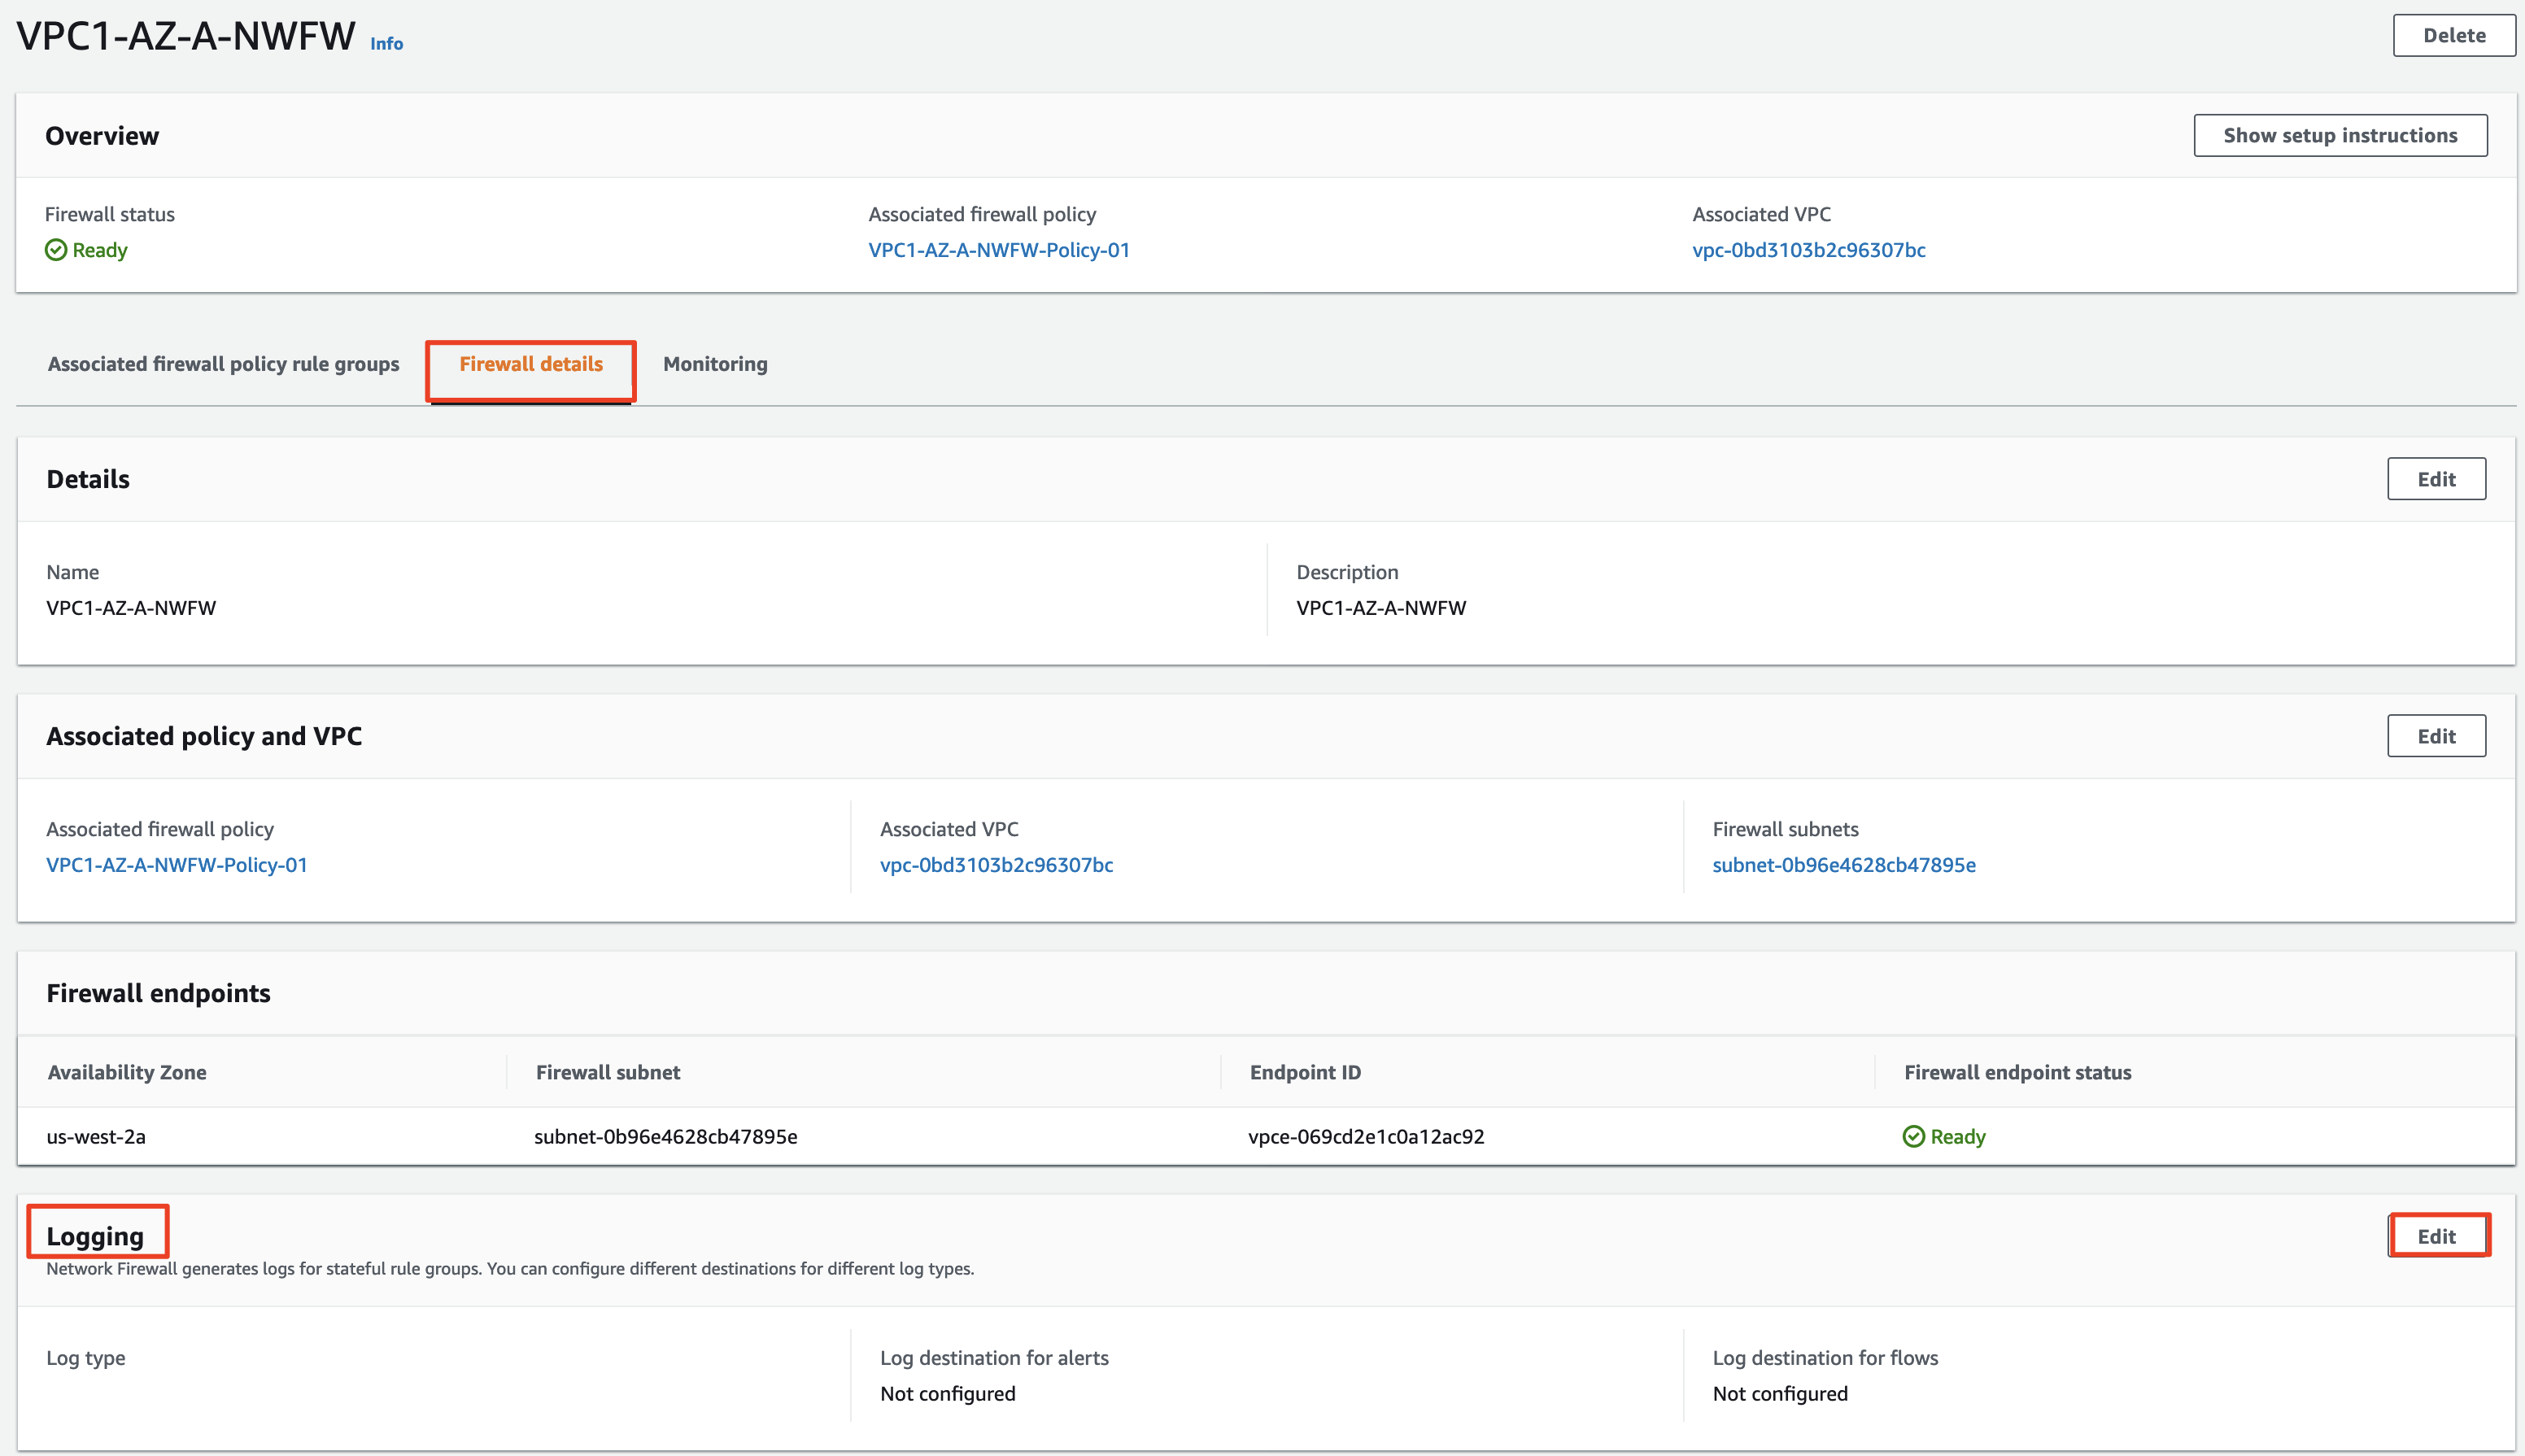 VPC1-AZ-A-NWFW Info
Delete
Overview
Show setup instructions
Firewall status
Ready
Associated firewall policy
VPC1-AZ-A-NWFW-Policy-01
Associated VPC
vpc-0bd3103b2c96307bc
Associated firewall policy rule groups
Firewall details
Monitoring
Details
Edit
Name
VPC1-AZ-A-NWFW
Description
VPC1-AZ-A-NWFW
Associated policy and VPC
Edit
Associated firewall policy
VPC1-AZ-A-NWFW-Policy-01
Associated VPC
vpc-0bd3103b2c96307bc
Firewall subnets
subnet-0b96e4628cb47895e
Firewall endpoints
Availability Zone
Firewall subnet
Endpoint ID
Firewall endpoint status
us-west-2a
subnet-0b96e4628cb47895e
vpce-069cd2e1c0a12ac92
Ready
Logging
Edit
Network Firewall generates logs for stateful rule groups. You can configure different destinations for different log types.
Log type
Log destination for alerts
Not configured
Log destination for flows
Not configured